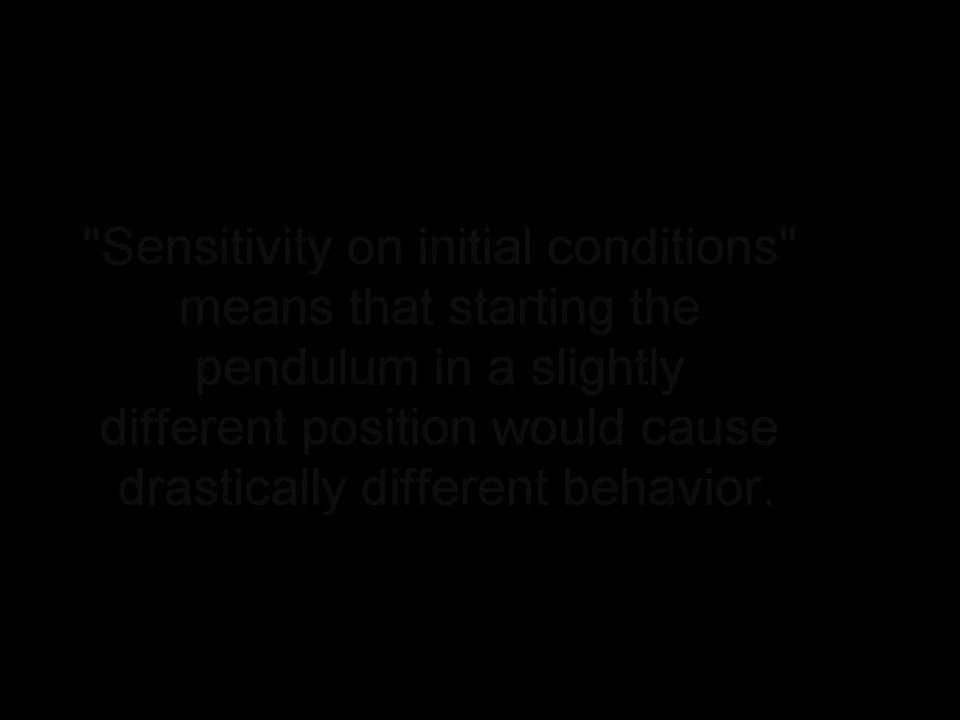 "Sensitivity on initial conditions"
means that starting the
pendulum in a slightly
different position would cause
drastically different behavior.